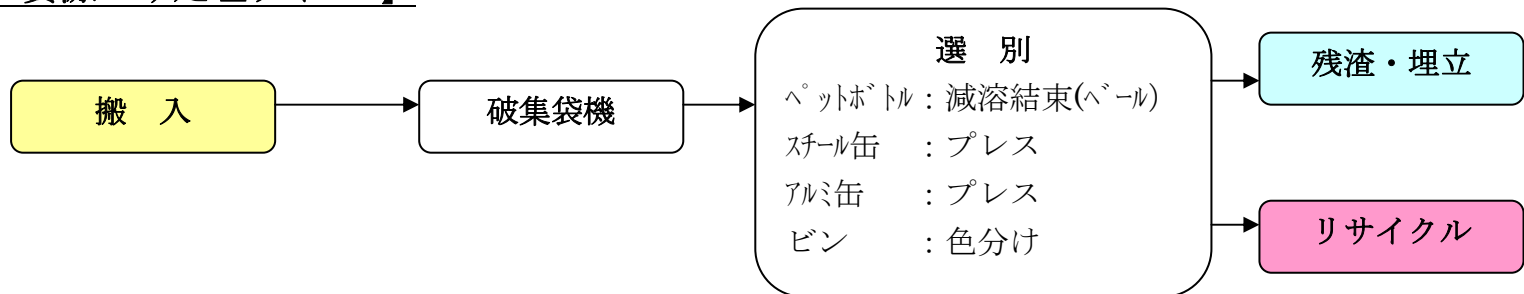 搬　入
破集袋機
選　別
ﾍﾟｯﾄﾎﾞﾄﾙ：減溶結束(ﾍﾞｰﾙ)
ｽﾁｰﾙ缶　：プレス
ｱﾙﾐ缶　：プレス
ビン　：色分け
残渣・埋立
リサイクル